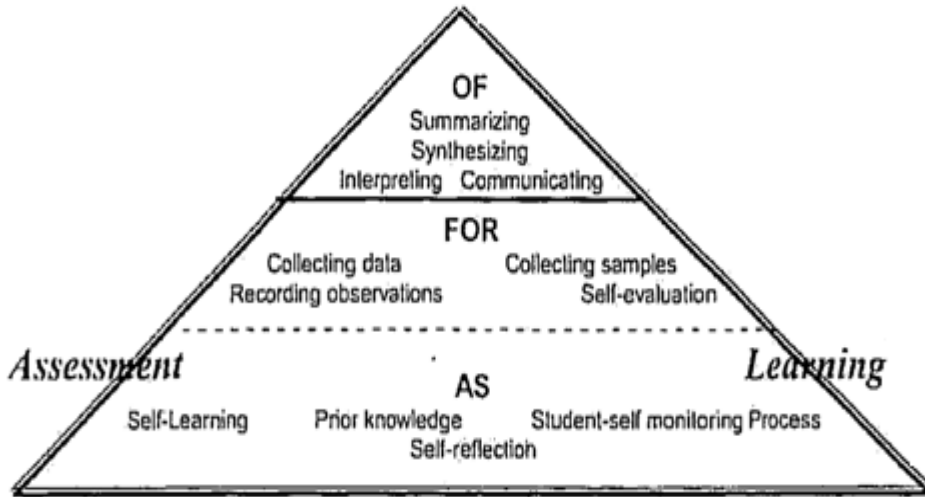 OF
Summarizing
Synthesizing
Interpreting Communicating
FOR
Collecting data Collecting samples
Recording observations Self-evaluation
Assessment Learning
AS
Self-Learning Prior knowledge Student-self monitoring Process
Self-reflection